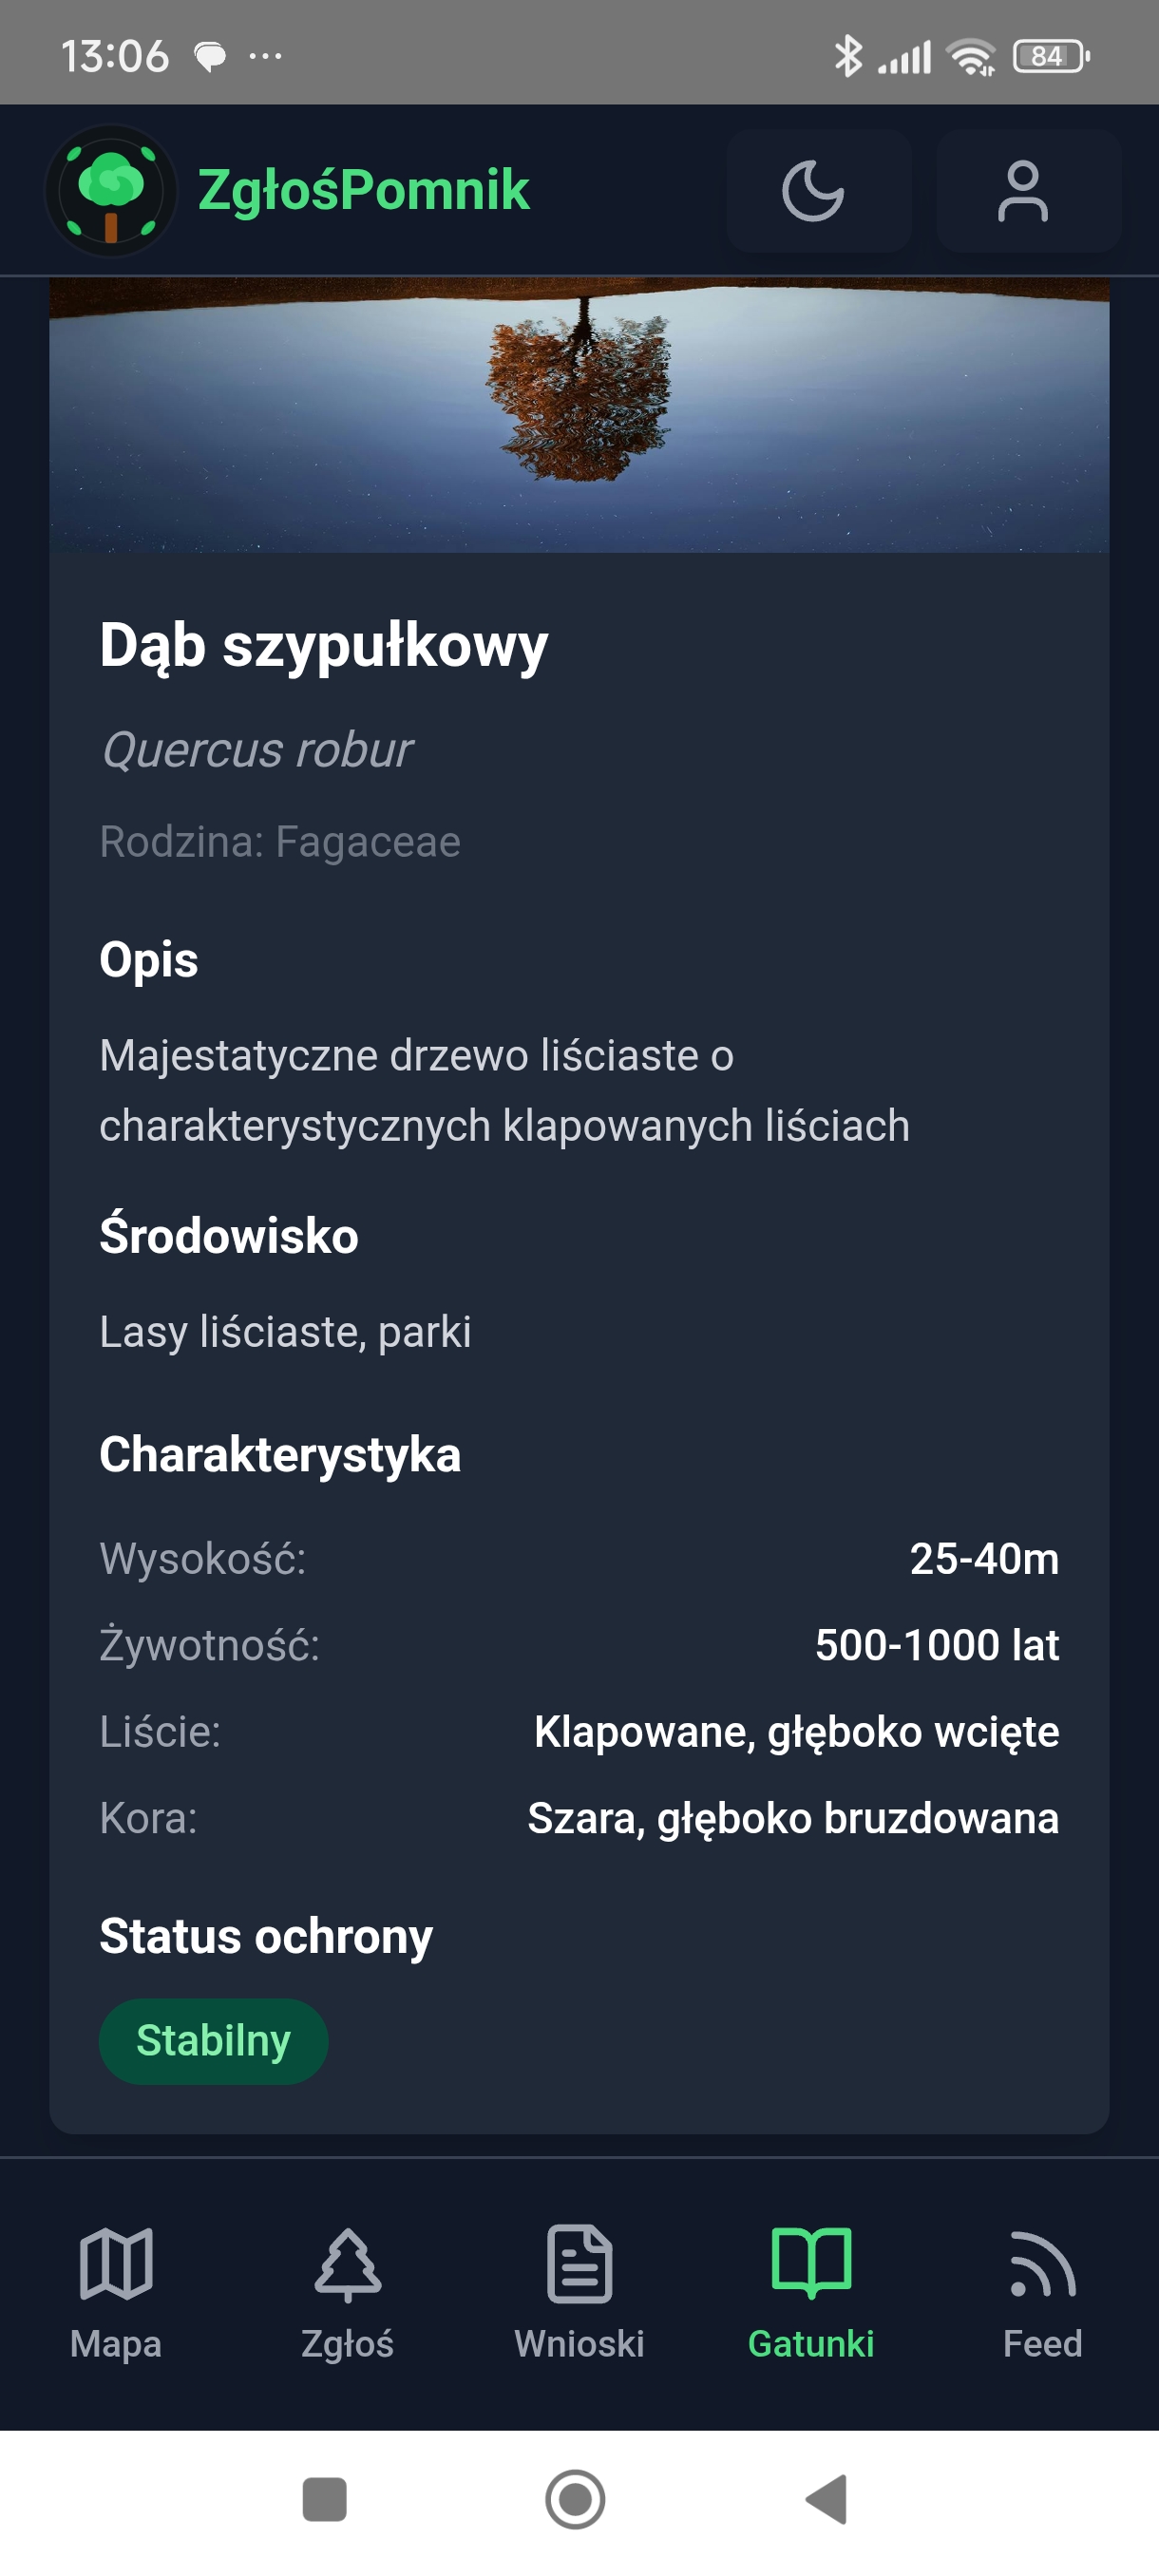 13:06
84
ZgłośPomnik
Dąb szypułkowy
Quercus robur
Rodzina: Fagaceae
Opis
Majestatyczne drzewo liściaste o
charakterystycznych klapowanych liściach
Środowisko
Lasy liściaste, parki
Charakterystyka
Wysokość: 25-40m
Żywotność: 500-1000 lat
Liście: Klapowane, głęboko wcięte
Kora: Szara, głęboko bruzdowana
Status ochrony
Stabilny
Mapa Zgłoś Wnioski Gatunki Feed